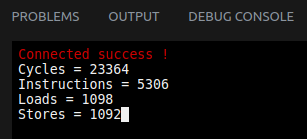 PROBLEMS OUTPUT DEBUG CONSOLE
Connected success !
Cycles = 23364
Instructions = 5306
Loads = 1098
Stores = 1092